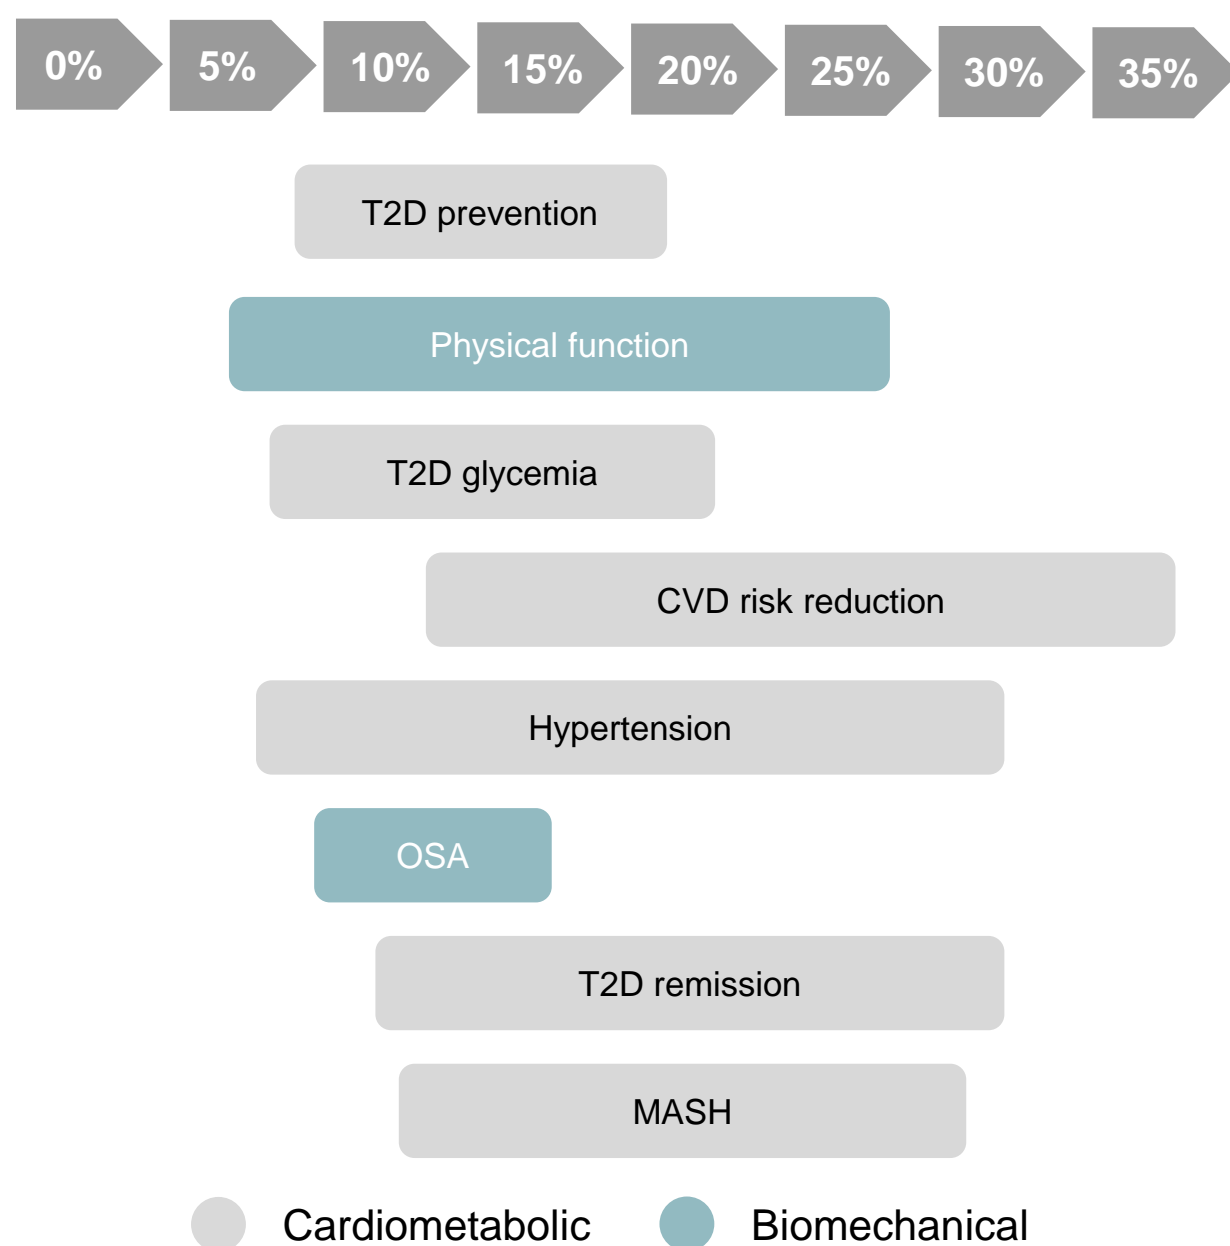 0% 5% 10% 15% 20% 25% 30% 35%
T2D prevention
Physical function
T2D glycemia
CVD risk reduction
Hypertension
OSA
T2D remission
MASH
Cardiometabolic Biomechanical